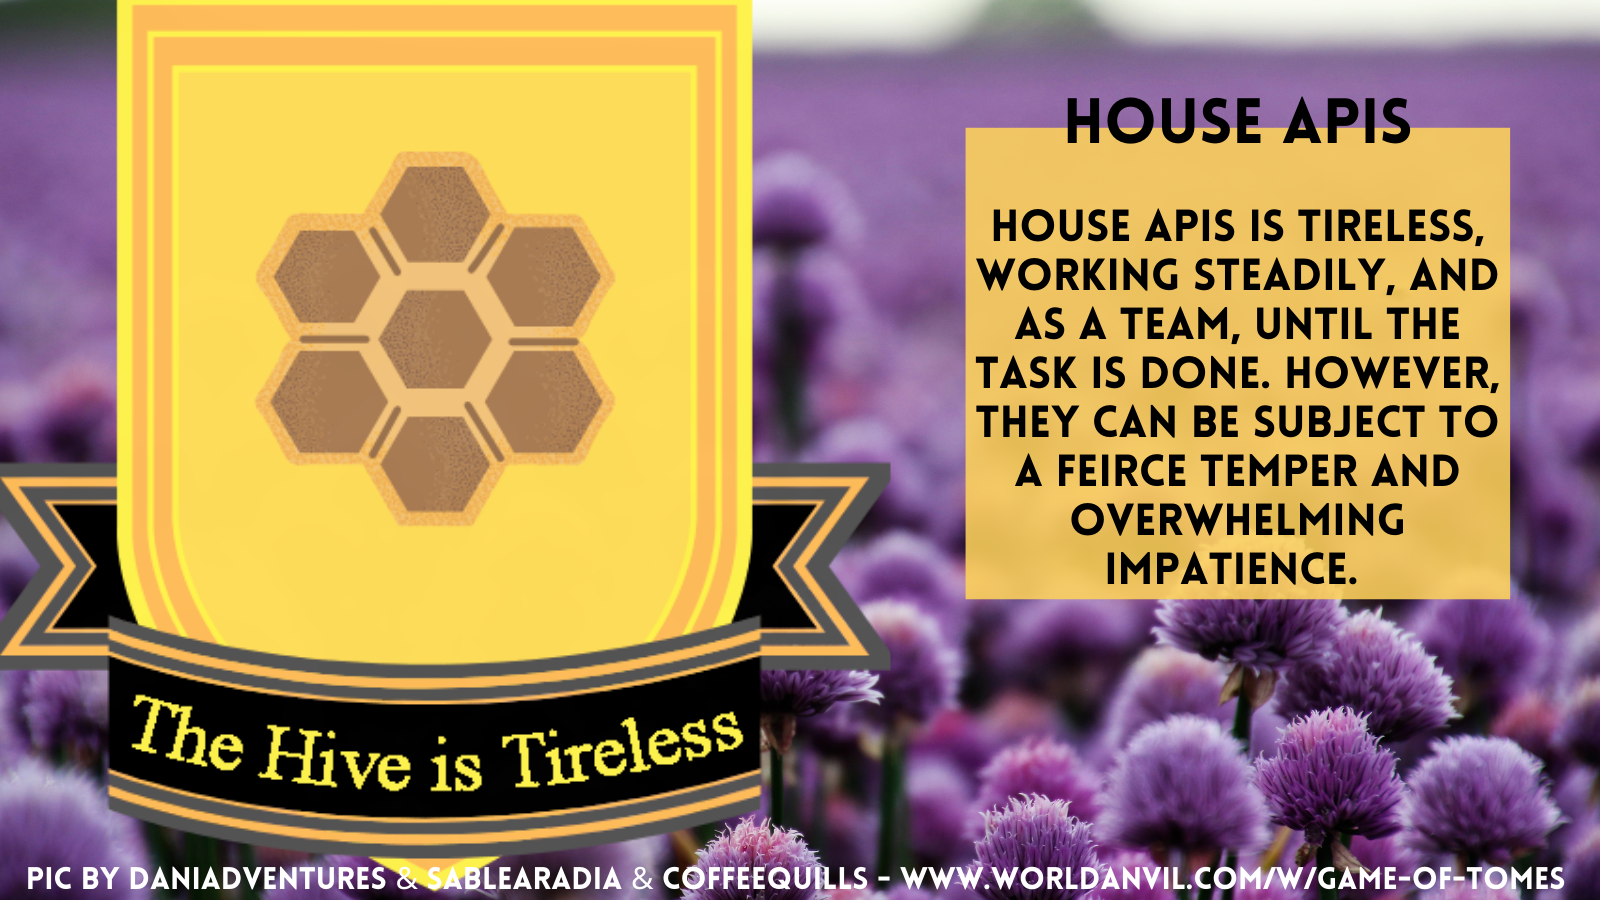 HOUSE APIS
HOUSE APIS IS TIRELESS,
WORKING STEADILY, AND
AS A TEAM, UNTIL THE
TASK IS DONE. HOWEVER,
THEY CAN BE SUBJECT TO
A FEIRCE TEMPER AND
OVERWHELMING
IMPATIENCE.
The Hive is Tireless
PIC BY DANIADVENTURES & SABLEARADIA & COFFEEQUILLS - WWW.WORLDANVIL.COM/W/GAME-OF-TOMES